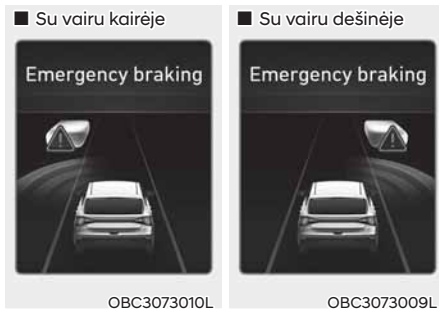 ■ Su vairu kairėje
Emergency braking
OBC3073010L
■ Su vairu dešinėje
Emergency braking
OBC3073009L